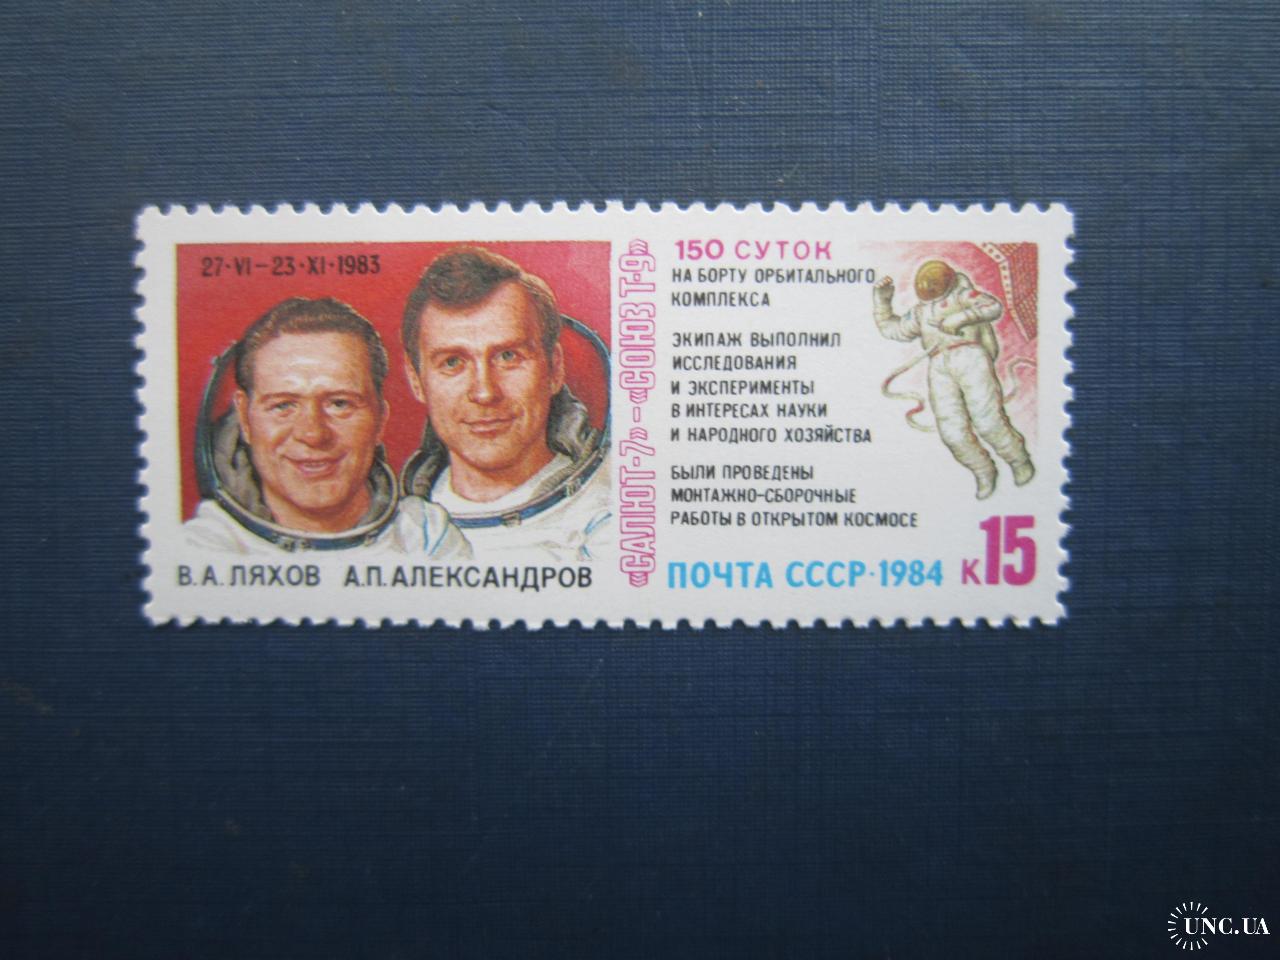 27·VI–23·XI·1983
В.А.ЛЯХОВ А.П.АЛЕКСАНДРОВ
«САЛЮТ-7»–«СОЮЗ Т-9»
150 СУТОК
НА БОРТУ ОРБИТАЛЬНОГО
КОМПЛЕКСА
ЭКИПАЖ ВЫПОЛНИЛ
ИССЛЕДОВАНИЯ
И ЭКСПЕРИМЕНТЫ
В ИНТЕРЕСАХ НАУКИ
И НАРОДНОГО ХОЗЯЙСТВА
БЫЛИ ПРОВЕДЕНЫ
МОНТАЖНО-СБОРОЧНЫЕ
РАБОТЫ В ОТКРЫТОМ КОСМОСЕ
ПОЧТА СССР·1984 К15
UNC.UA